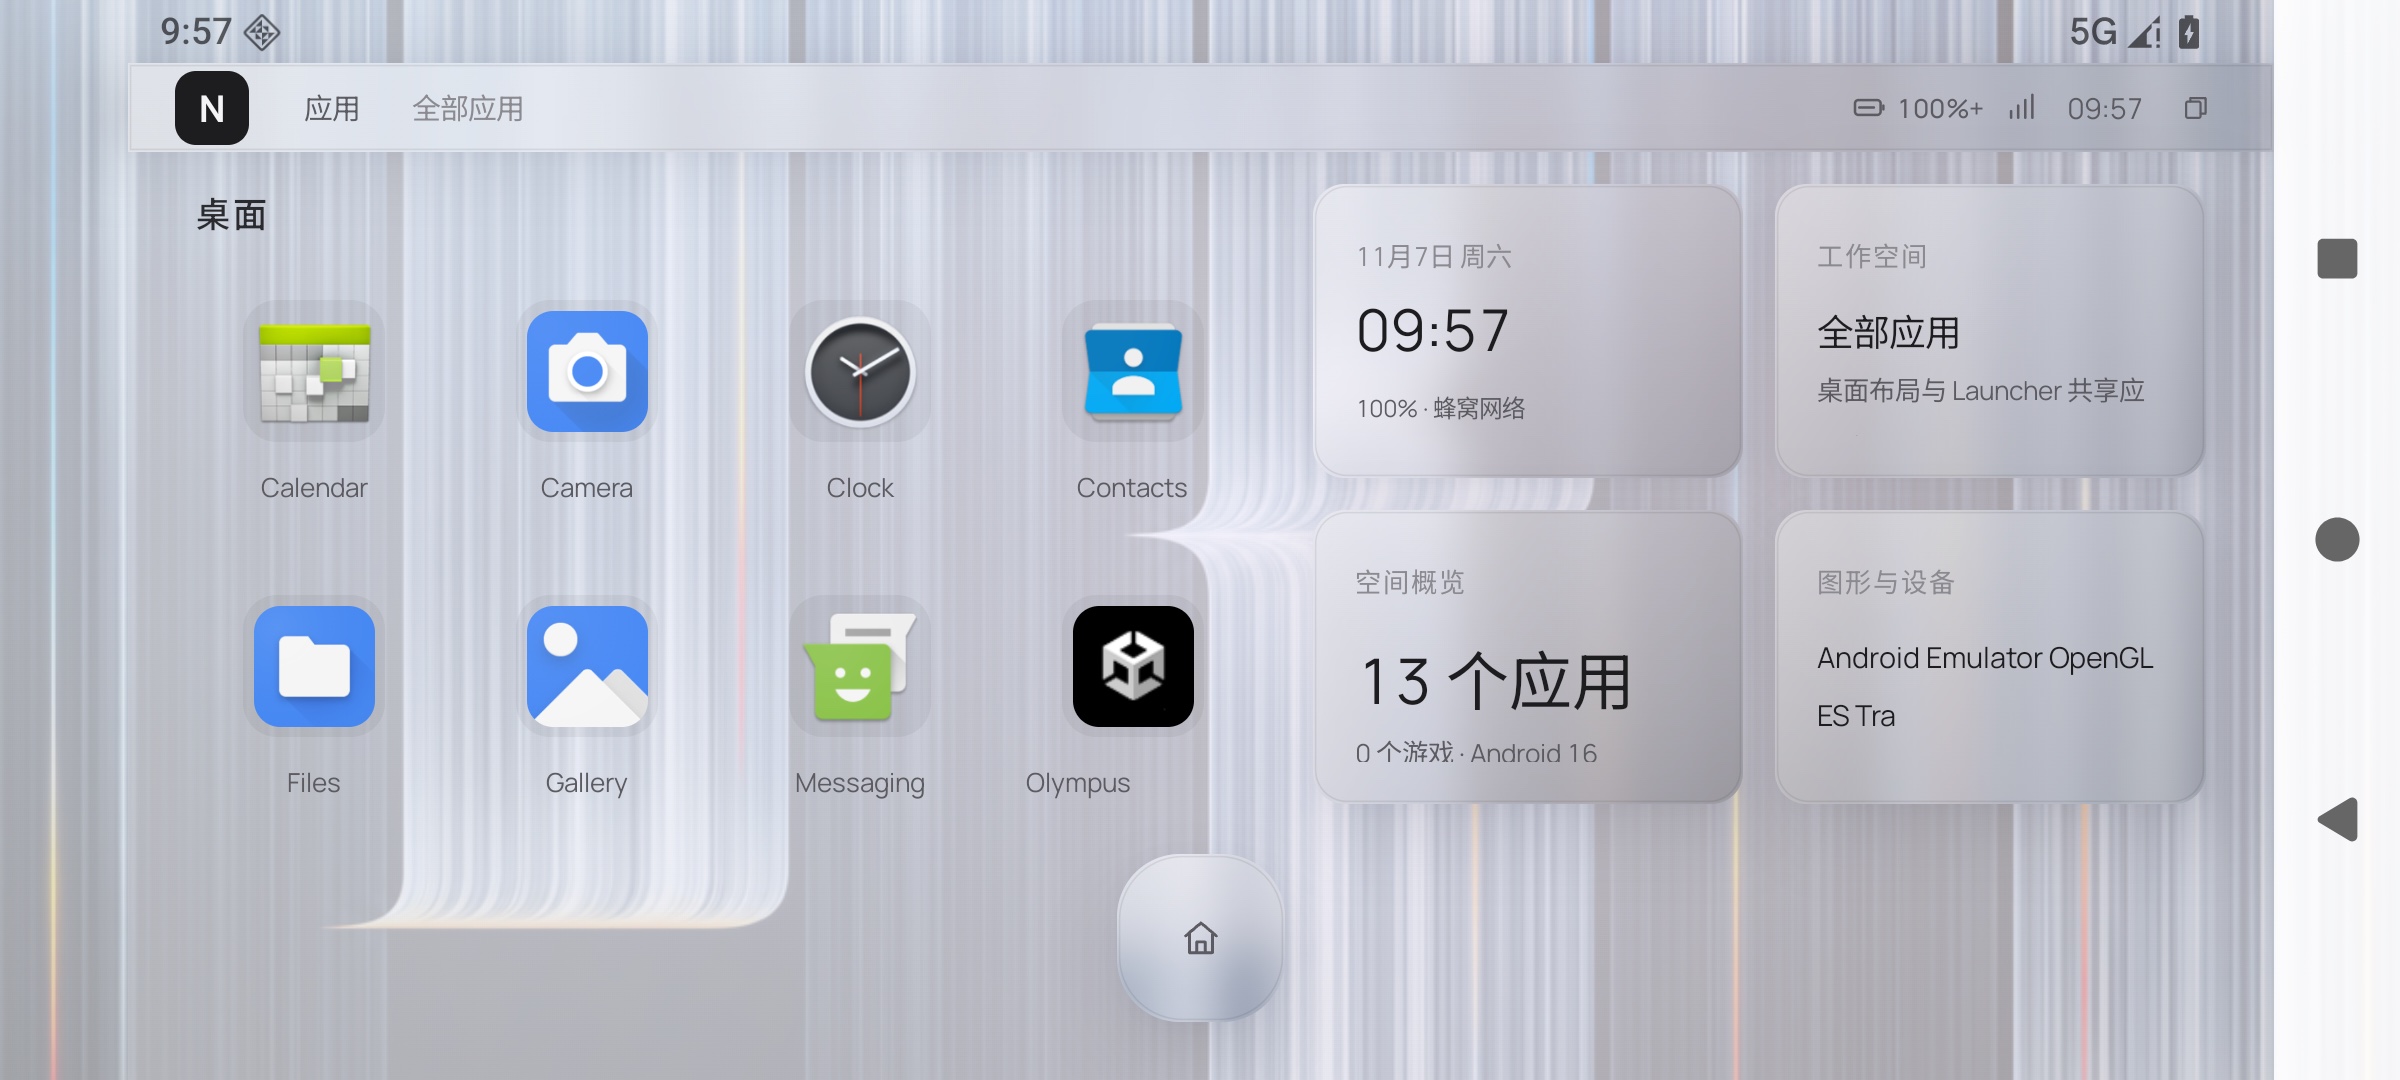 9:57
5G
N
应用
全部应用
100%+
09:57
桌面
11月7日 周六
09:57
100% · 蜂窝网络
工作空间
全部应用
桌面布局与 Launcher 共享应
Calendar
Camera
Clock
Contacts
空间概览
13 个应用
0 个游戏 · Android 16
图形与设备
Android Emulator OpenGL
ES Tra
Files
Gallery
Messaging
Olympus